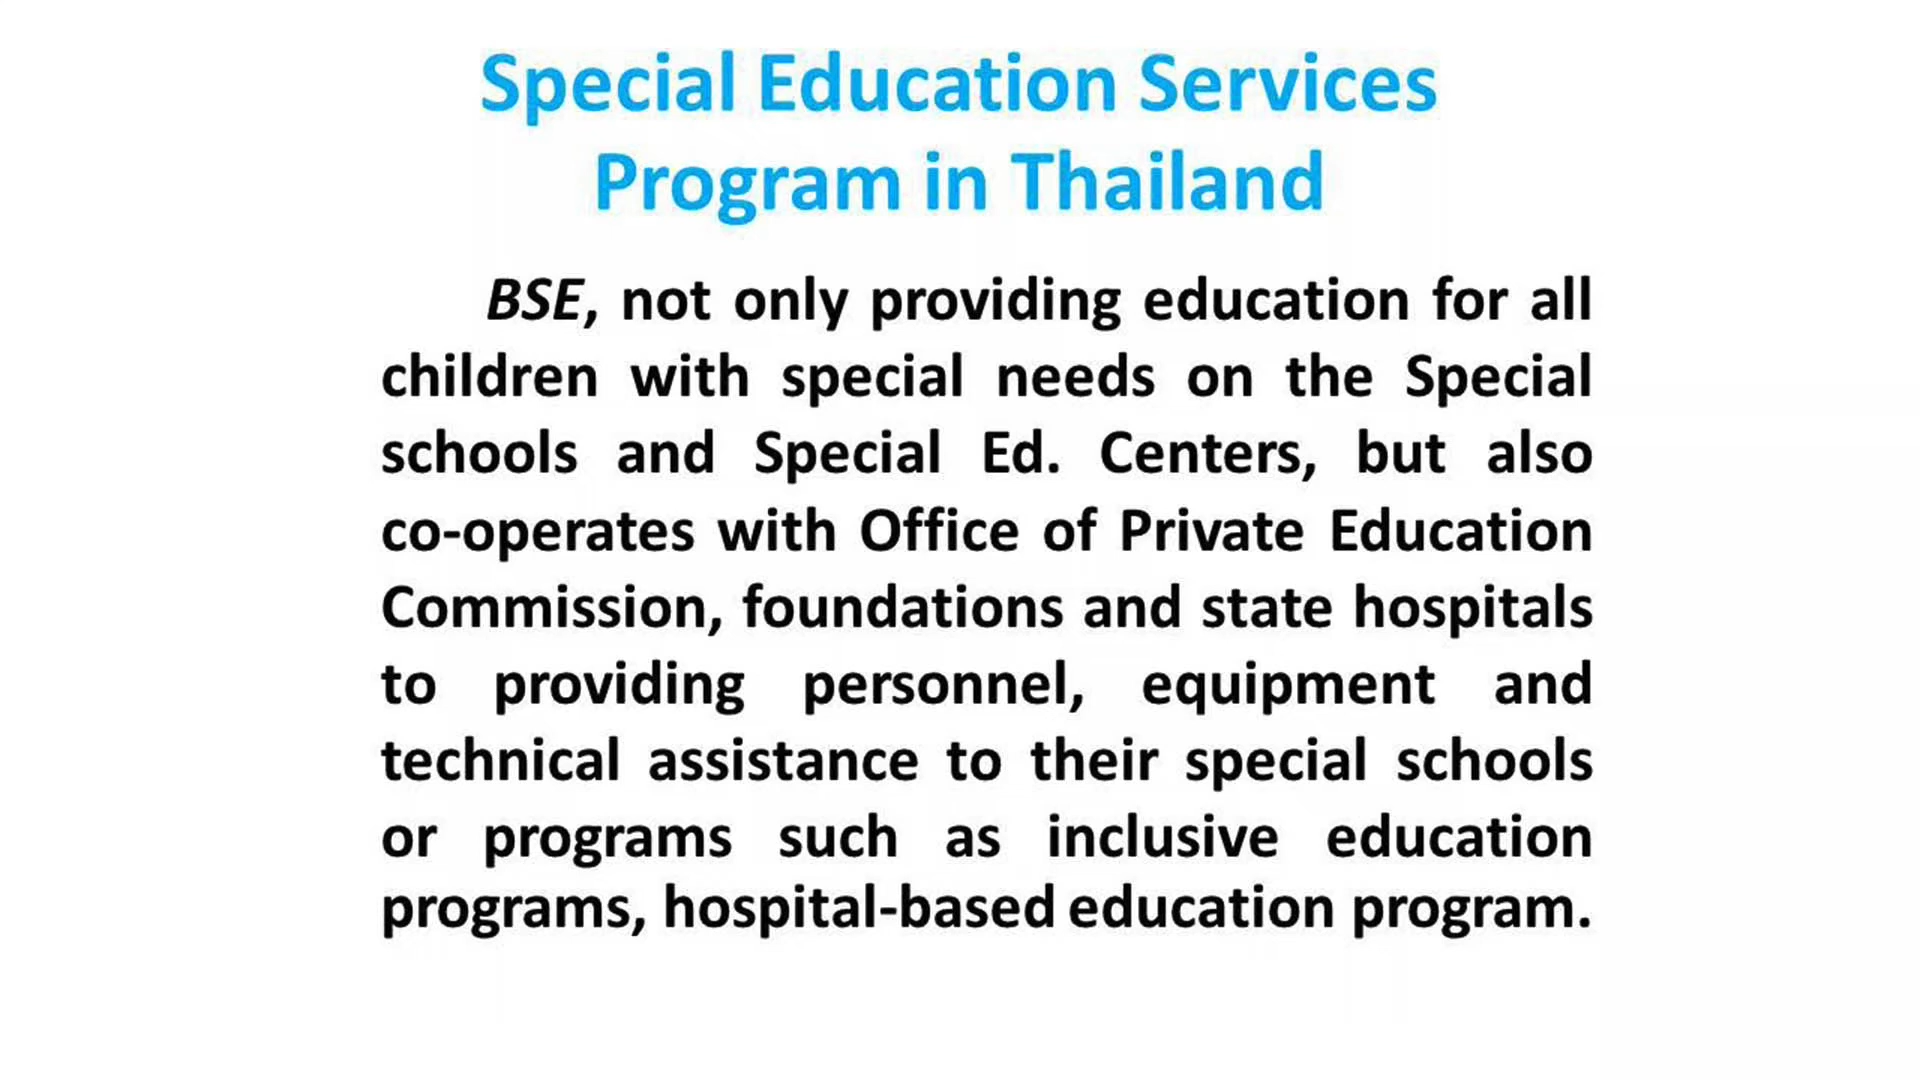 Special Education Services
Program in Thailand
BSE, not only providing education for all
children with special needs on the Special
schools and Special Ed. Centers, but also
co-operates with Office of Private Education
Commission, foundations and state hospitals
to providing personnel, equipment and
technical assistance to their special schools
or programs such as inclusive education
programs, hospital-based education program.